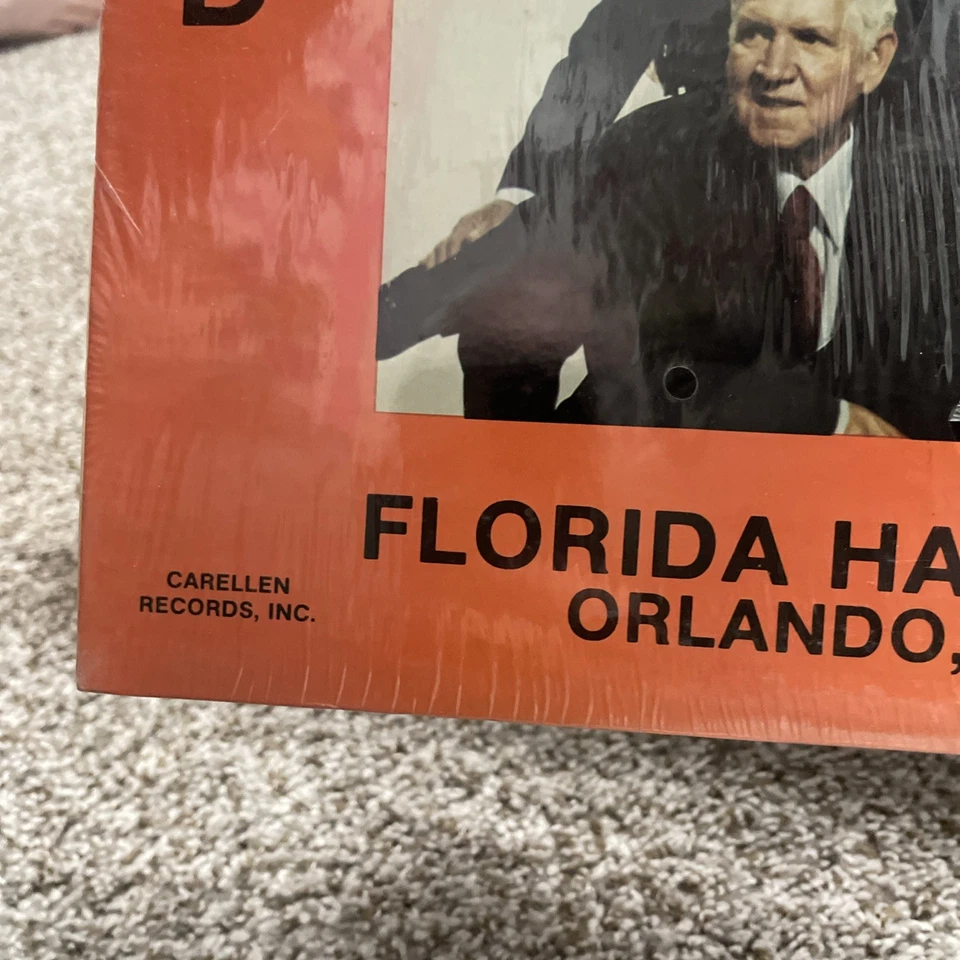 D
FLORIDA HA
ORLANDO,
CARELLEN
RECORDS, INC.